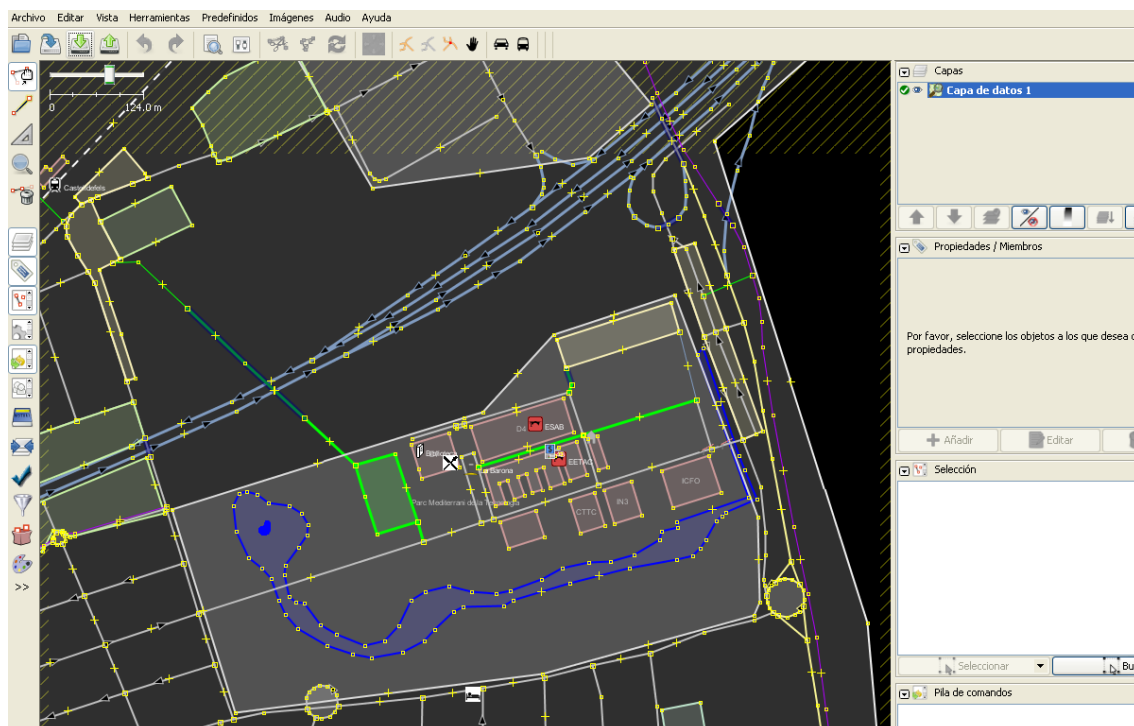 Archivo Editar Vista Herramientas Predefinidos Imágenes Audio Ayuda
0 124.0 m
Castelldefels
D4 ESAB
EETAC
Barona
Parc Mediterrani de la Tecnologia
CTTC
IN3
ICFO
>>
Capas
Capa de datos 1
Propiedades / Miembros
Por favor, seleccione los objetos a los que desea
propiedades.
Añadir Editar
Selección
Seleccionar Bu
Pila de comandos